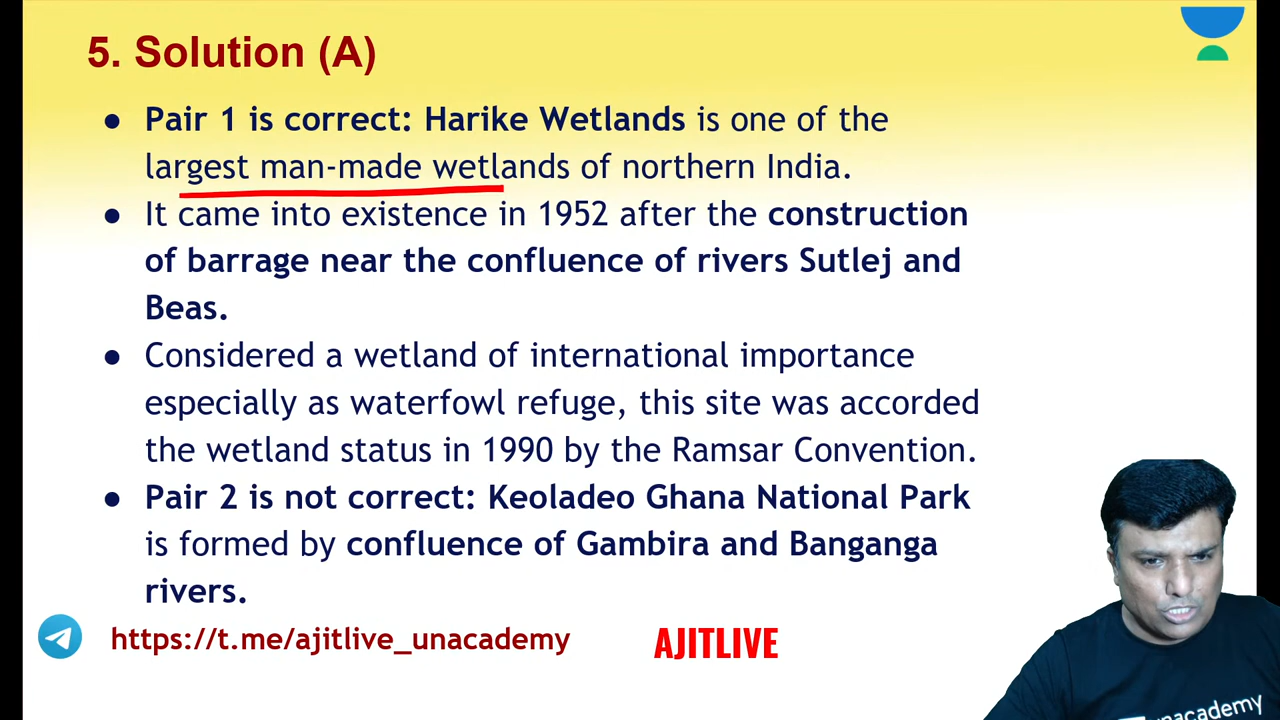 5. Solution (A)
● Pair 1 is correct: Harike Wetlands is one of the
largest man-made wetlands of northern India.
● It came into existence in 1952 after the construction
of barrage near the confluence of rivers Sutlej and
Beas.
● Considered a wetland of international importance
especially as waterfowl refuge, this site was accorded
the wetland status in 1990 by the Ramsar Convention.
● Pair 2 is not correct: Keoladeo Ghana National Park
is formed by confluence of Gambira and Banganga
rivers.
https://t.me/ajitlive_unacademy
AJITLIVE
unacademy